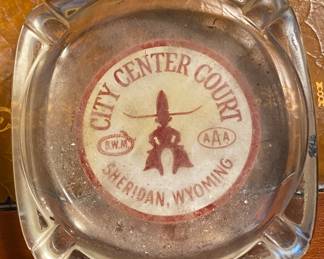 CITY CENTER COURT
B.W.M.
AAA
SHERIDAN, WYOMING